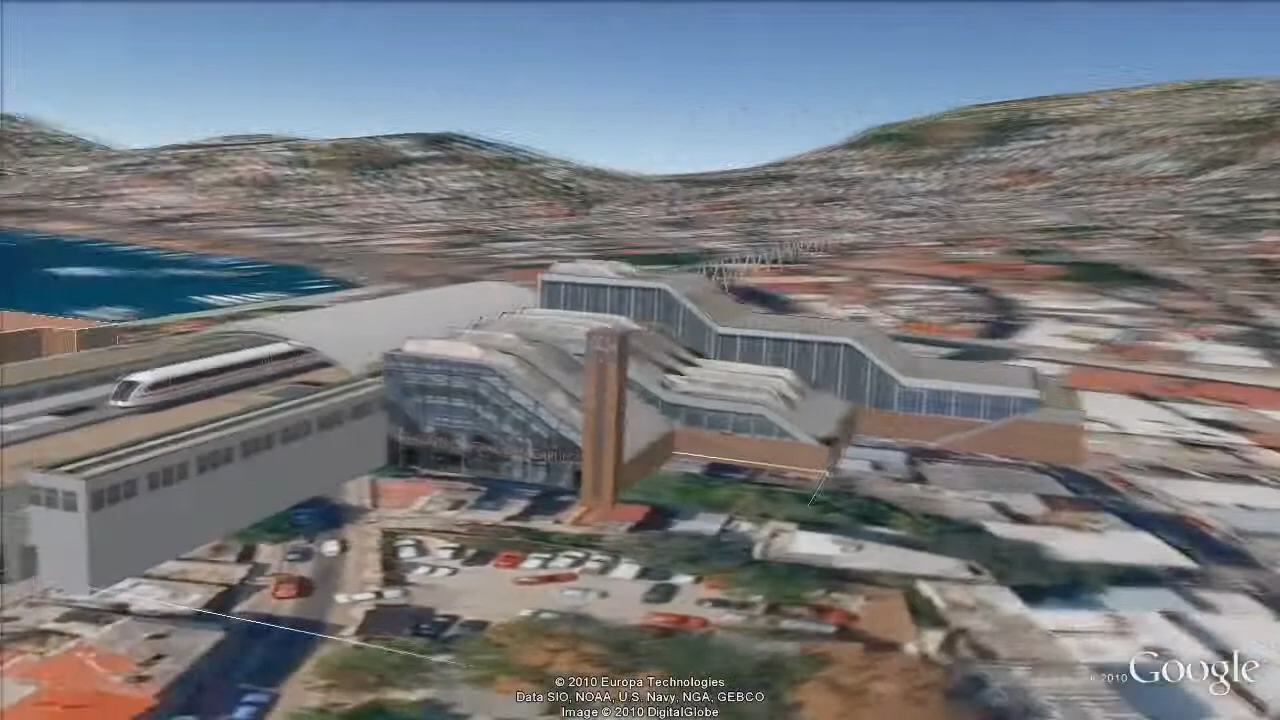 © 2010 Google
© 2010 Europa Technologies
Data SIO, NOAA, U.S. Navy, NGA, GEBCO
Image © 2010 DigitalGlobe